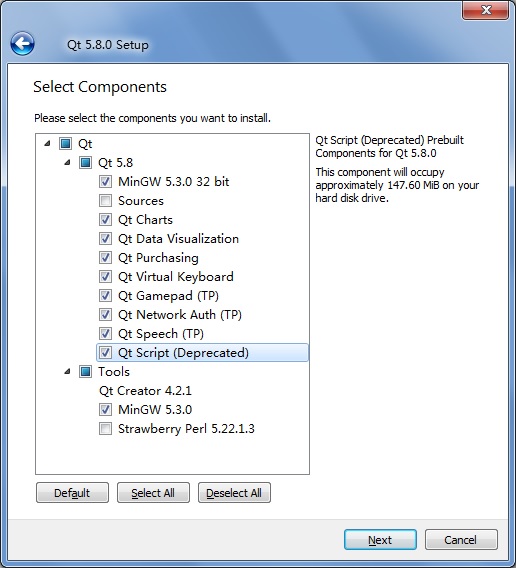 Qt 5.8.0 Setup
Select Components
Please select the components you want to install.
Qt
Qt 5.8
MinGW 5.3.0 32 bit
Sources
Qt Charts
Qt Data Visualization
Qt Purchasing
Qt Virtual Keyboard
Qt Gamepad (TP)
Qt Network Auth (TP)
Qt Speech (TP)
Qt Script (Deprecated)
Tools
Qt Creator 4.2.1
MinGW 5.3.0
Strawberry Perl 5.22.1.3
Qt Script (Deprecated) Prebuilt
Components for Qt 5.8.0
This component will occupy
approximately 147.60 MiB on your
hard disk drive.
Default
Select All
Deselect All
Next
Cancel